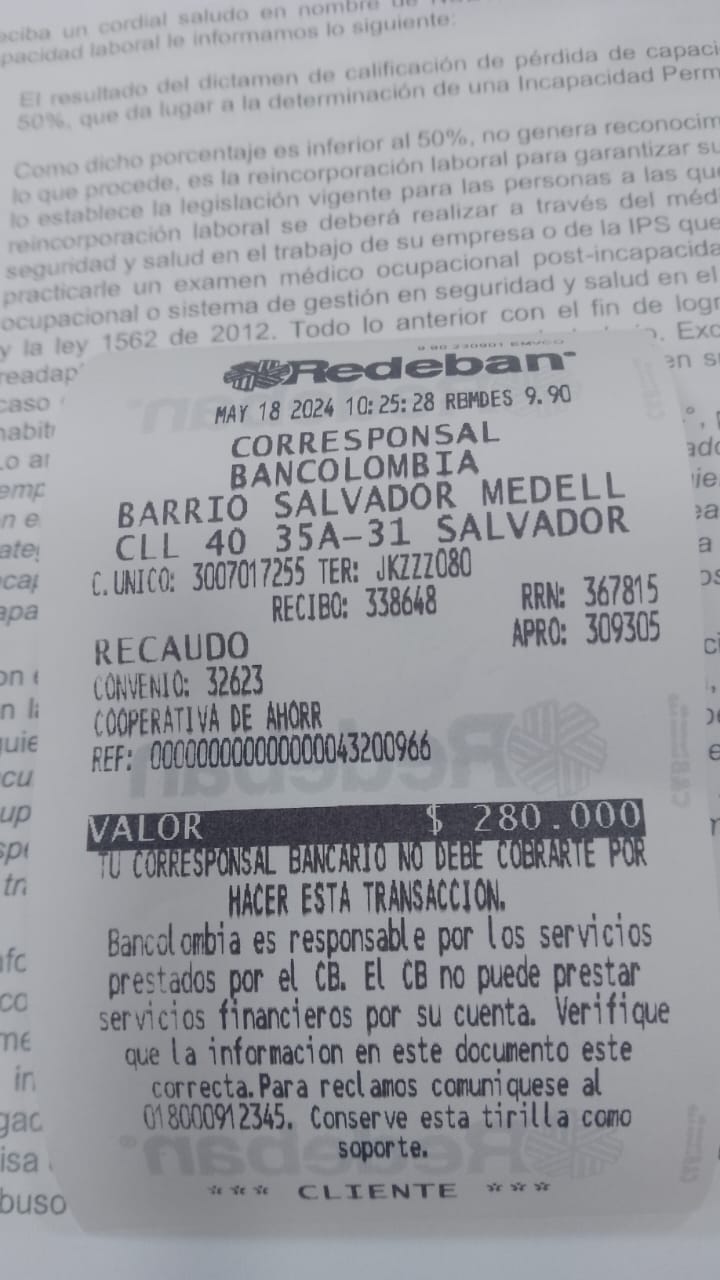 eciba un cordial saludo en nombre de
pacidad laboral le informamos lo siguiente:
El resultado del dictamen de calificación de pérdida de capaci
50%, que da lugar a la determinación de una Incapacidad Perm
Como dicho porcentaje es inferior al 50%, no genera reconocim
lo que procede, es la reincorporación laboral para garantizar su
lo establece la legislación vigente para las personas a las que
reincorporación laboral se deberá realizar a través del méd
seguridad y salud en el trabajo de su empresa o de la IPS que
practicarle un examen médico ocupacional post-incapacida
ocupacional o sistema de gestión en seguridad y salud en el
y la ley 1562 de 2012. Todo lo anterior con el fin de logr
readap
caso
habit
Redeban
MAY 18 2024 10:25:28 RBMDES 9.90
CORRESPONSAL
BANCOLOMBIA
BARRIO SALVADOR MEDELL
CLL 40 35A-31 SALVADOR
C.UNICO: 3007017255 TER: JKZZZ080
RECIBO: 338648 RRN: 367815
RECAUDO APRO: 309305
CONVENIO: 32623
COOPERATIVA DE AHORR
REF: 000000000000000043200966
VALOR $ 280.000
TU CORRESPONSAL BANCARIO NO DEBE COBRARTE POR
HACER ESTA TRANSACCION.
Bancolombia es responsable por los servicios
prestados por el CB. El CB no puede prestar
servicios financieros por su cuenta. Verifique
que la informacion en este documento este
correcta.Para reclamos comuniquese al
018000912345. Conserve esta tirilla como
soporte.
*** CLIENTE ***